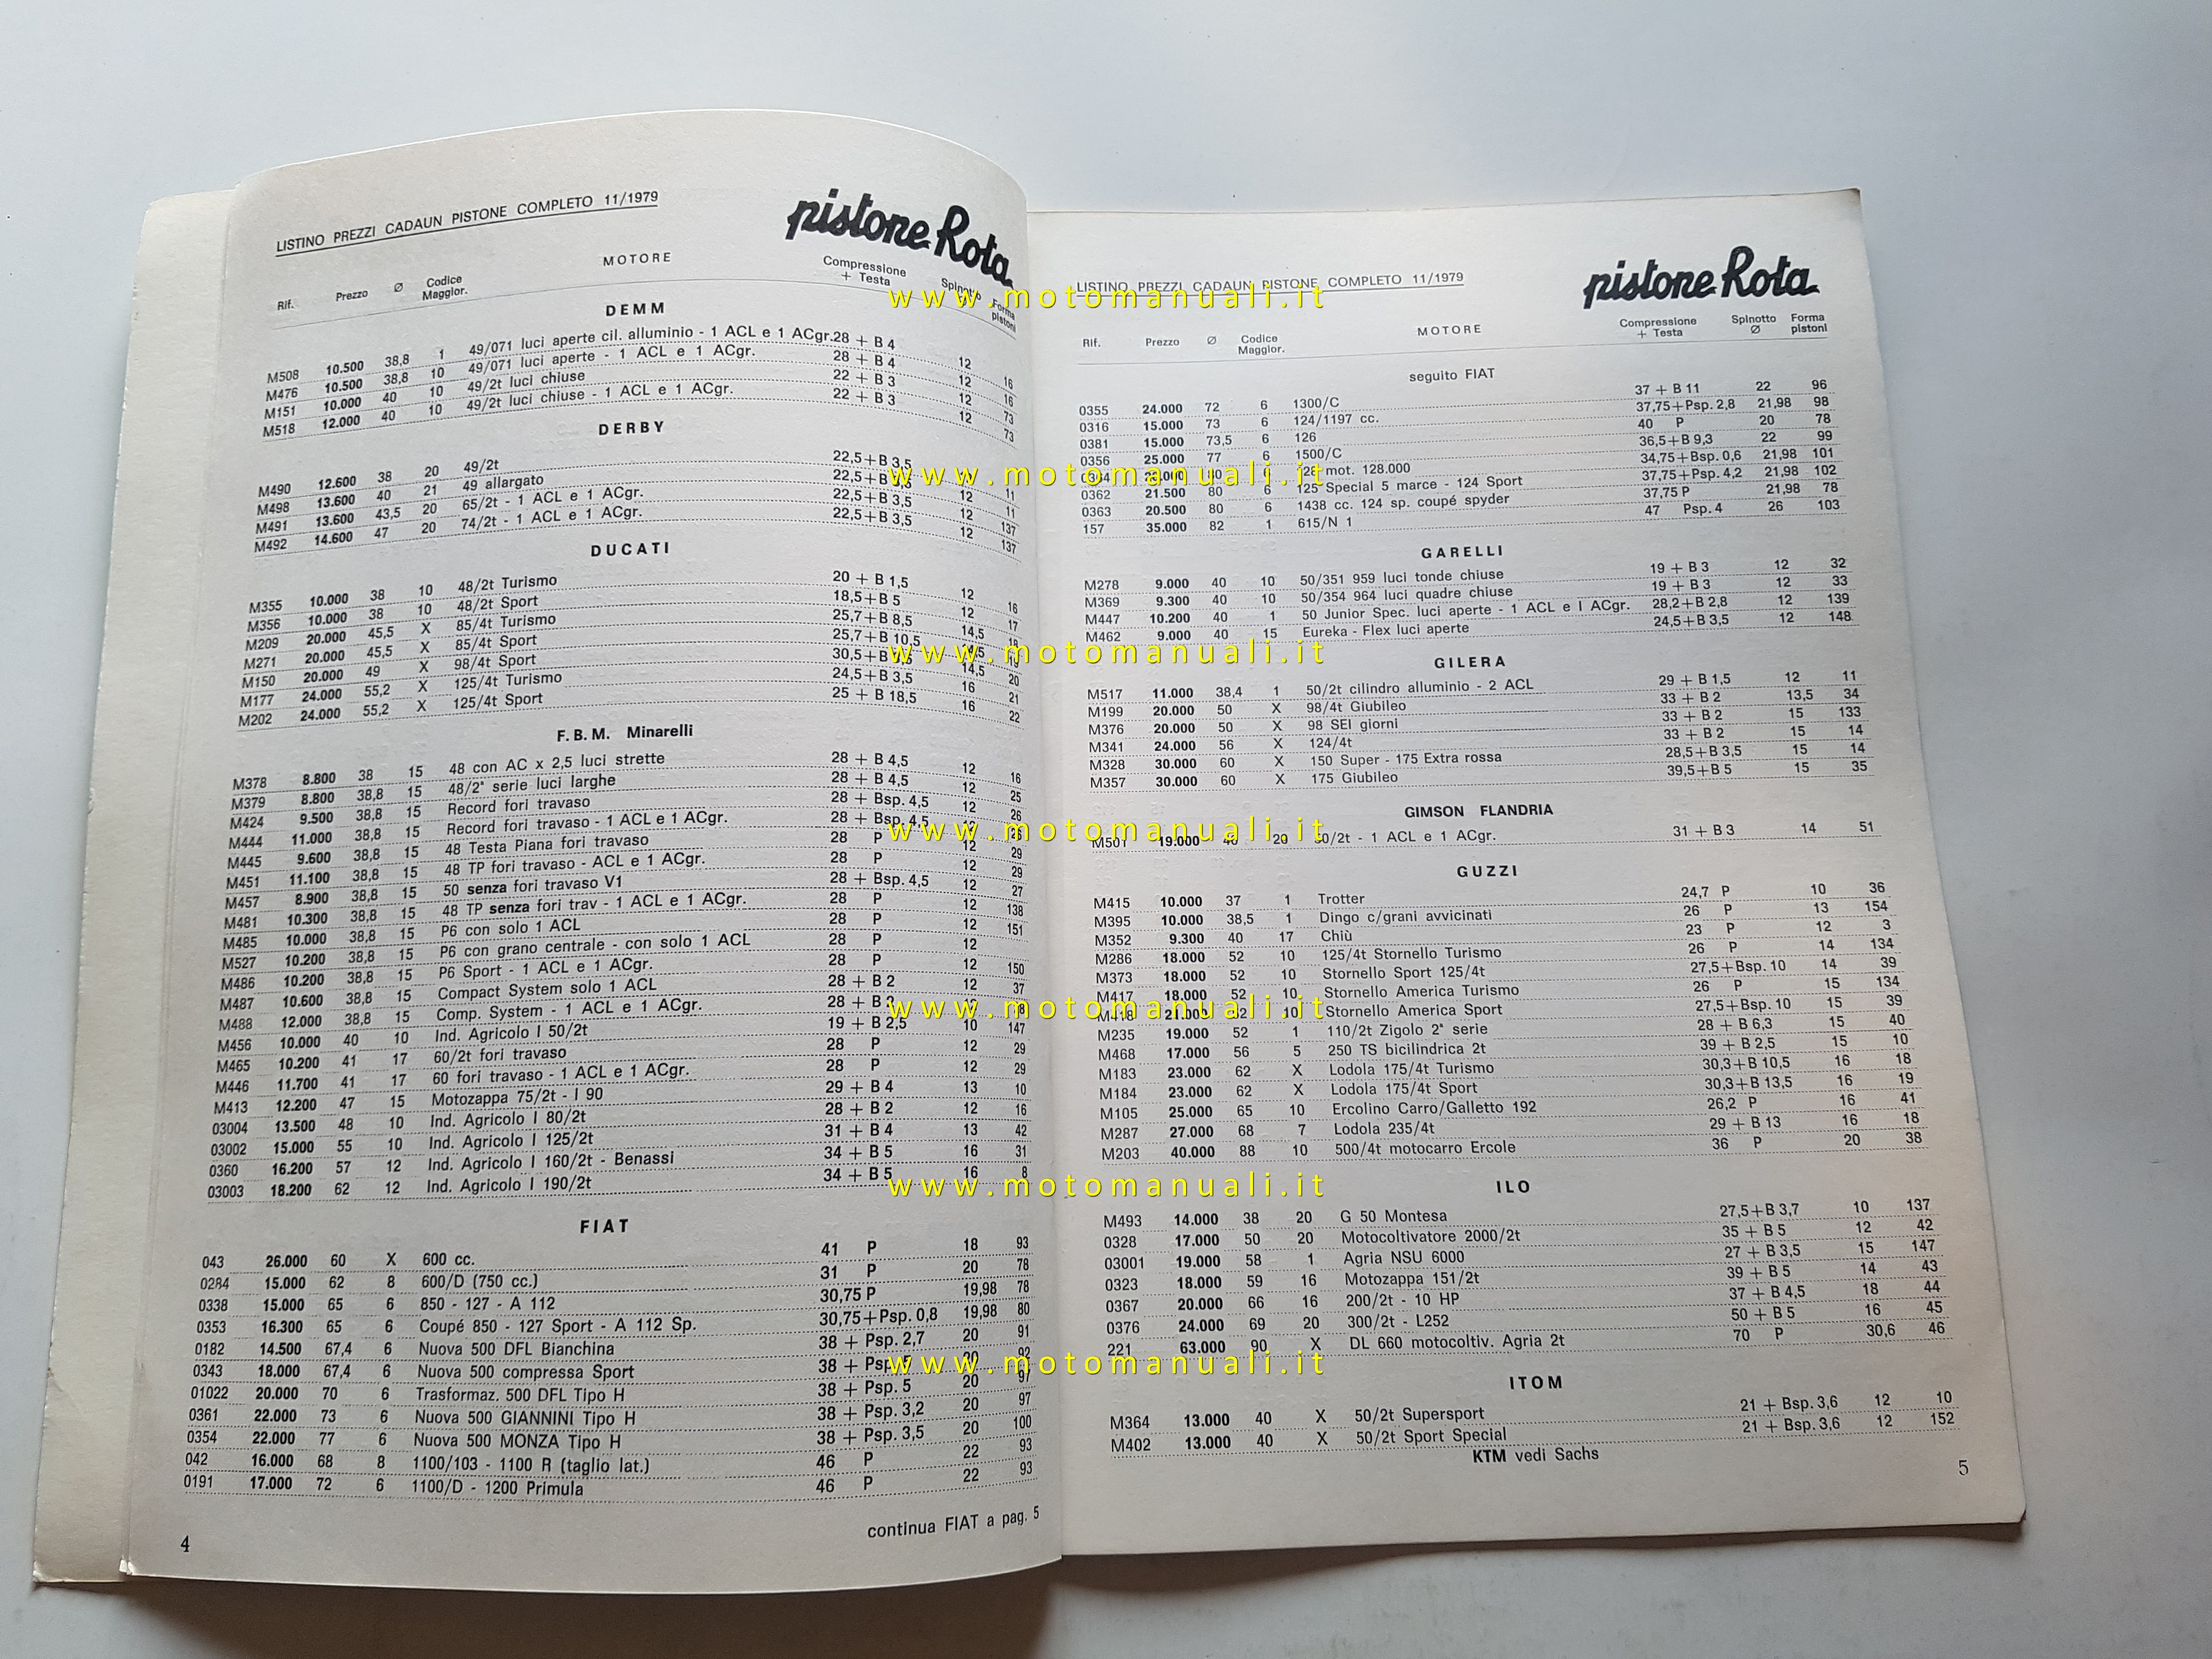 LISTINO PREZZI CADAUN PISTONE COMPLETO 11/1979
pistone Rota
Rif. Prezzo Ø Codice Maggior. MOTORE Compressione + Testa Spinotto Forma pistoni
DEMM
M508 10.500 38,8 1 49/071 luci aperte cil. alluminio - 1 ACL e 1 ACgr. 28 + B 4 12 16
M476 10.500 38,8 10 49/071 luci aperte - 1 ACL e 1 ACgr. 28 + B 4 12 16
M151 10.000 40 10 49/2t luci chiuse 22 + B 3 12 73
M518 12.000 40 10 49/2t luci chiuse - 1 ACL e 1 ACgr. 22 + B 3 12 73
DERBY
M490 12.600 38 20 49/2t 22,5+B 3,5 12 11
M498 13.600 40 21 49 allargato 22,5+B 3,5 12 11
M491 13.600 43,5 20 65/2t - 1 ACL e 1 ACgr. 22,5+B 3,5 12 137
M492 14.600 47 20 74/2t - 1 ACL e 1 ACgr. 22,5+B 3,5 12 137
DUCATI
M355 10.000 38 10 48/2t Turismo 20 + B 1,5 12 16
M356 10.000 38 10 48/2t Sport 18,5+B 5 12 17
M209 20.000 45,5 X 85/4t Turismo 25,7+B 8,5 14,5 18
M271 20.000 45,5 X 85/4t Sport 25,7+B 10,5 14,5 19
M150 20.000 49 X 98/4t Sport 30,5+B 14,5 20
M177 24.000 55,2 X 125/4t Turismo 24,5+B 3,5 16 21
M202 24.000 55,2 X 125/4t Sport 25 + B 18,5 16 22
F.B.M. Minarelli
M378 8.800 38 15 48 con AC x 2,5 luci strette 28 + B 4,5 12 16
M379 8.800 38,8 15 48/2ª serie luci larghe 28 + B 4,5 12 25
M424 9.500 38,8 15 Record fori travaso 28 + Bsp. 4,5 12 26
M444 11.000 38,8 15 Record fori travaso - 1 ACL e 1 ACgr. 28 + Bsp. 4,5 12 26
M445 9.600 38,8 15 48 Testa Piana fori travaso 28 P 12 29
M451 11.100 38,8 15 48 TP fori travaso - ACL e 1 ACgr. 28 P 12 29
M457 8.900 38,8 15 50 senza fori travaso V1 28 + Bsp. 4,5 12 27
M481 10.300 38,8 15 48 TP senza fori trav - 1 ACL e 1 ACgr. 28 P 12 138
M485 10.000 38,8 15 P6 con solo 1 ACL 28 P 12 151
M527 10.200 38,8 15 P6 con grano centrale - con solo 1 ACL 28 P 12
M486 10.200 38,8 15 P6 Sport - 1 ACL e 1 ACgr. 28 P 12 150
M487 10.600 38,8 15 Compact System solo 1 ACL 28 + B 2 12 37
M488 12.000 38,8 15 Comp. System - 1 ACL e 1 ACgr. 28 + B 2
M456 10.000 40 10 Ind. Agricolo I 50/2t 19 + B 2,5 10 147
M465 10.200 41 17 60/2t fori travaso 28 P 12 29
M446 11.700 41 17 60 fori travaso - 1 ACL e 1 ACgr. 28 P 12 29
M413 12.200 47 15 Motozappa 75/2t - I 90 29 + B 4 13 10
03004 13.500 48 10 Ind. Agricolo I 80/2t 28 + B 2 12 16
03002 15.000 55 10 Ind. Agricolo I 125/2t 31 + B 4 13 42
0360 16.200 57 12 Ind. Agricolo I 160/2t - Benassi 34 + B 5 16 31
03003 18.200 62 12 Ind. Agricolo I 190/2t 34 + B 5 16 8
FIAT
043 26.000 60 X 600 cc. 41 P 18 93
0284 15.000 62 8 600/D (750 cc.) 31 P 20 78
0338 15.000 65 6 850 - 127 - A 112 30,75 P 19,98 78
0353 16.300 65 6 Coupé 850 - 127 Sport - A 112 Sp. 30,75+Psp. 0,8 19,98 80
0182 14.500 67,4 6 Nuova 500 DFL Bianchina 38 + Psp. 2,7 20 91
0343 18.000 67,4 6 Nuova 500 compressa Sport 38 + Psp. 20 92
01022 20.000 70 6 Trasformaz. 500 DFL Tipo H 38 + Psp. 5 20 97
0361 22.000 73 6 Nuova 500 GIANNINI Tipo H 38 + Psp. 3,2 20 97
0354 22.000 77 6 Nuova 500 MONZA Tipo H 38 + Psp. 3,5 20 100
042 16.000 68 8 1100/103 - 1100 R (taglio lat.) 46 P 22 93
0191 17.000 72 6 1100/D - 1200 Primula 46 P 22 93
continua FIAT a pag. 5
4
LISTINO PREZZI CADAUN PISTONE COMPLETO 11/1979
pistone Rota
Rif. Prezzo Ø Codice Maggior. MOTORE Compressione + Testa Spinotto Ø Forma pistoni
seguito FIAT
0355 24.000 72 6 1300/C 37 + B 11 22 96
0316 15.000 73 6 124/1197 cc. 37,75+Psp. 2,8 21,98 98
0381 15.000 73,5 6 126 40 P 20 78
0356 25.000 77 6 1500/C 36,5+B 9,3 22 99
80 6 128 mot. 128.000 34,75+Bsp. 0,6 21,98 101
0362 21.500 80 6 125 Special 5 marce - 124 Sport 37,75+Psp. 4,2 21,98 102
0363 20.500 80 6 1438 cc. 124 sp. coupé spyder 37,75 P 21,98 78
157 35.000 82 1 615/N 1 47 Psp. 4 26 103
GARELLI
M278 9.000 40 10 50/351 959 luci tonde chiuse 19 + B 3 12 32
M369 9.300 40 10 50/354 964 luci quadre chiuse 19 + B 3 12 33
M447 10.200 40 1 50 Junior Spec. luci aperte - 1 ACL e I ACgr. 28,2+B 2,8 12 139
M462 9.000 40 15 Eureka - Flex luci aperte 24,5+B 3,5 12 148
GILERA
M517 11.000 38,4 1 50/2t cilindro alluminio - 2 ACL 29 + B 1,5 12 11
M199 20.000 50 X 98/4t Giubileo 33 + B 2 13,5 34
M376 20.000 50 X 98 SEI giorni 33 + B 2 15 133
M341 24.000 56 X 124/4t 33 + B 2 15 14
M328 30.000 60 X 150 Super - 175 Extra rossa 28,5+B 3,5 15 14
M357 30.000 60 X 175 Giubileo 39,5+B 5 15 35
GIMSON FLANDRIA
M501 19.000 40 20 50/2t - 1 ACL e 1 ACgr. 31 + B 3 14 51
GUZZI
M415 10.000 37 1 Trotter 24,7 P 10 36
M395 10.000 38,5 1 Dingo c/grani avvicinati 26 P 13 154
M352 9.300 40 17 Chiù 23 P 12 3
M286 18.000 52 10 125/4t Stornello Turismo 26 P 14 134
M373 18.000 52 10 Stornello Sport 125/4t 27,5+Bsp. 10 14 39
M417 18.000 52 10 Stornello America Turismo 26 P 15 134
M418 21.000 52 10 Stornello America Sport 27,5+Bsp. 10 15 39
M235 19.000 52 1 110/2t Zigolo 2ª serie 28 + B 6,3 15 40
M468 17.000 56 5 250 TS bicilindrica 2t 39 + B 2,5 15 10
M183 23.000 62 X Lodola 175/4t Turismo 30,3+B 10,5 16 18
M184 23.000 62 X Lodola 175/4t Sport 30,3+B 13,5 16 19
M105 25.000 65 10 Ercolino Carro/Galletto 192 26,2 P 16 41
M287 27.000 68 7 Lodola 235/4t 29 + B 13 16 18
M203 40.000 88 10 500/4t motocarro Ercole 36 P 20 38
ILO
M493 14.000 38 20 G 50 Montesa 27,5+B 3,7 10 137
0328 17.000 50 20 Motocoltivatore 2000/2t 35 + B 5 12 42
03001 19.000 58 1 Agria NSU 6000 27 + B 3,5 15 147
0323 18.000 59 16 Motozappa 151/2t 39 + B 5 14 43
0367 20.000 66 16 200/2t - 10 HP 37 + B 4,5 18 44
0376 24.000 69 20 300/2t - L252 50 + B 5 16 45
221 63.000 90 X DL 660 motocoltiv. Agria 2t 70 P 30,6 46
ITOM
M364 13.000 40 X 50/2t Supersport 21 + Bsp. 3,6 12 10
M402 13.000 40 X 50/2t Sport Special 21 + Bsp. 3,6 12 152
KTM vedi Sachs
5
www.motomanuali.it
www.motomanuali.it
www.motomanuali.it
www.motomanuali.it
www.motomanuali.it
www.motomanuali.it
www.motomanuali.it